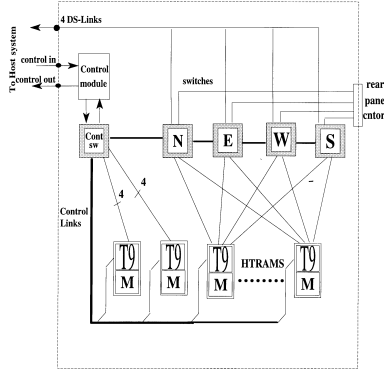 4 DS-Links
To Host system
control in
control out
Control
module
switches
rear
pane
cntor
Cont
sw
N
E
W
S
4
4
Control
Links
T9
M
T9
M
T9
M
HTRAMS
T9
M